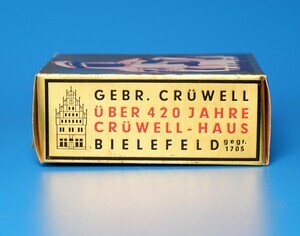 GEBR. CRÜWELL
ÜBER 420 JAHRE
CRÜWELL-HAUS
BIELEFELD gegr. 1705